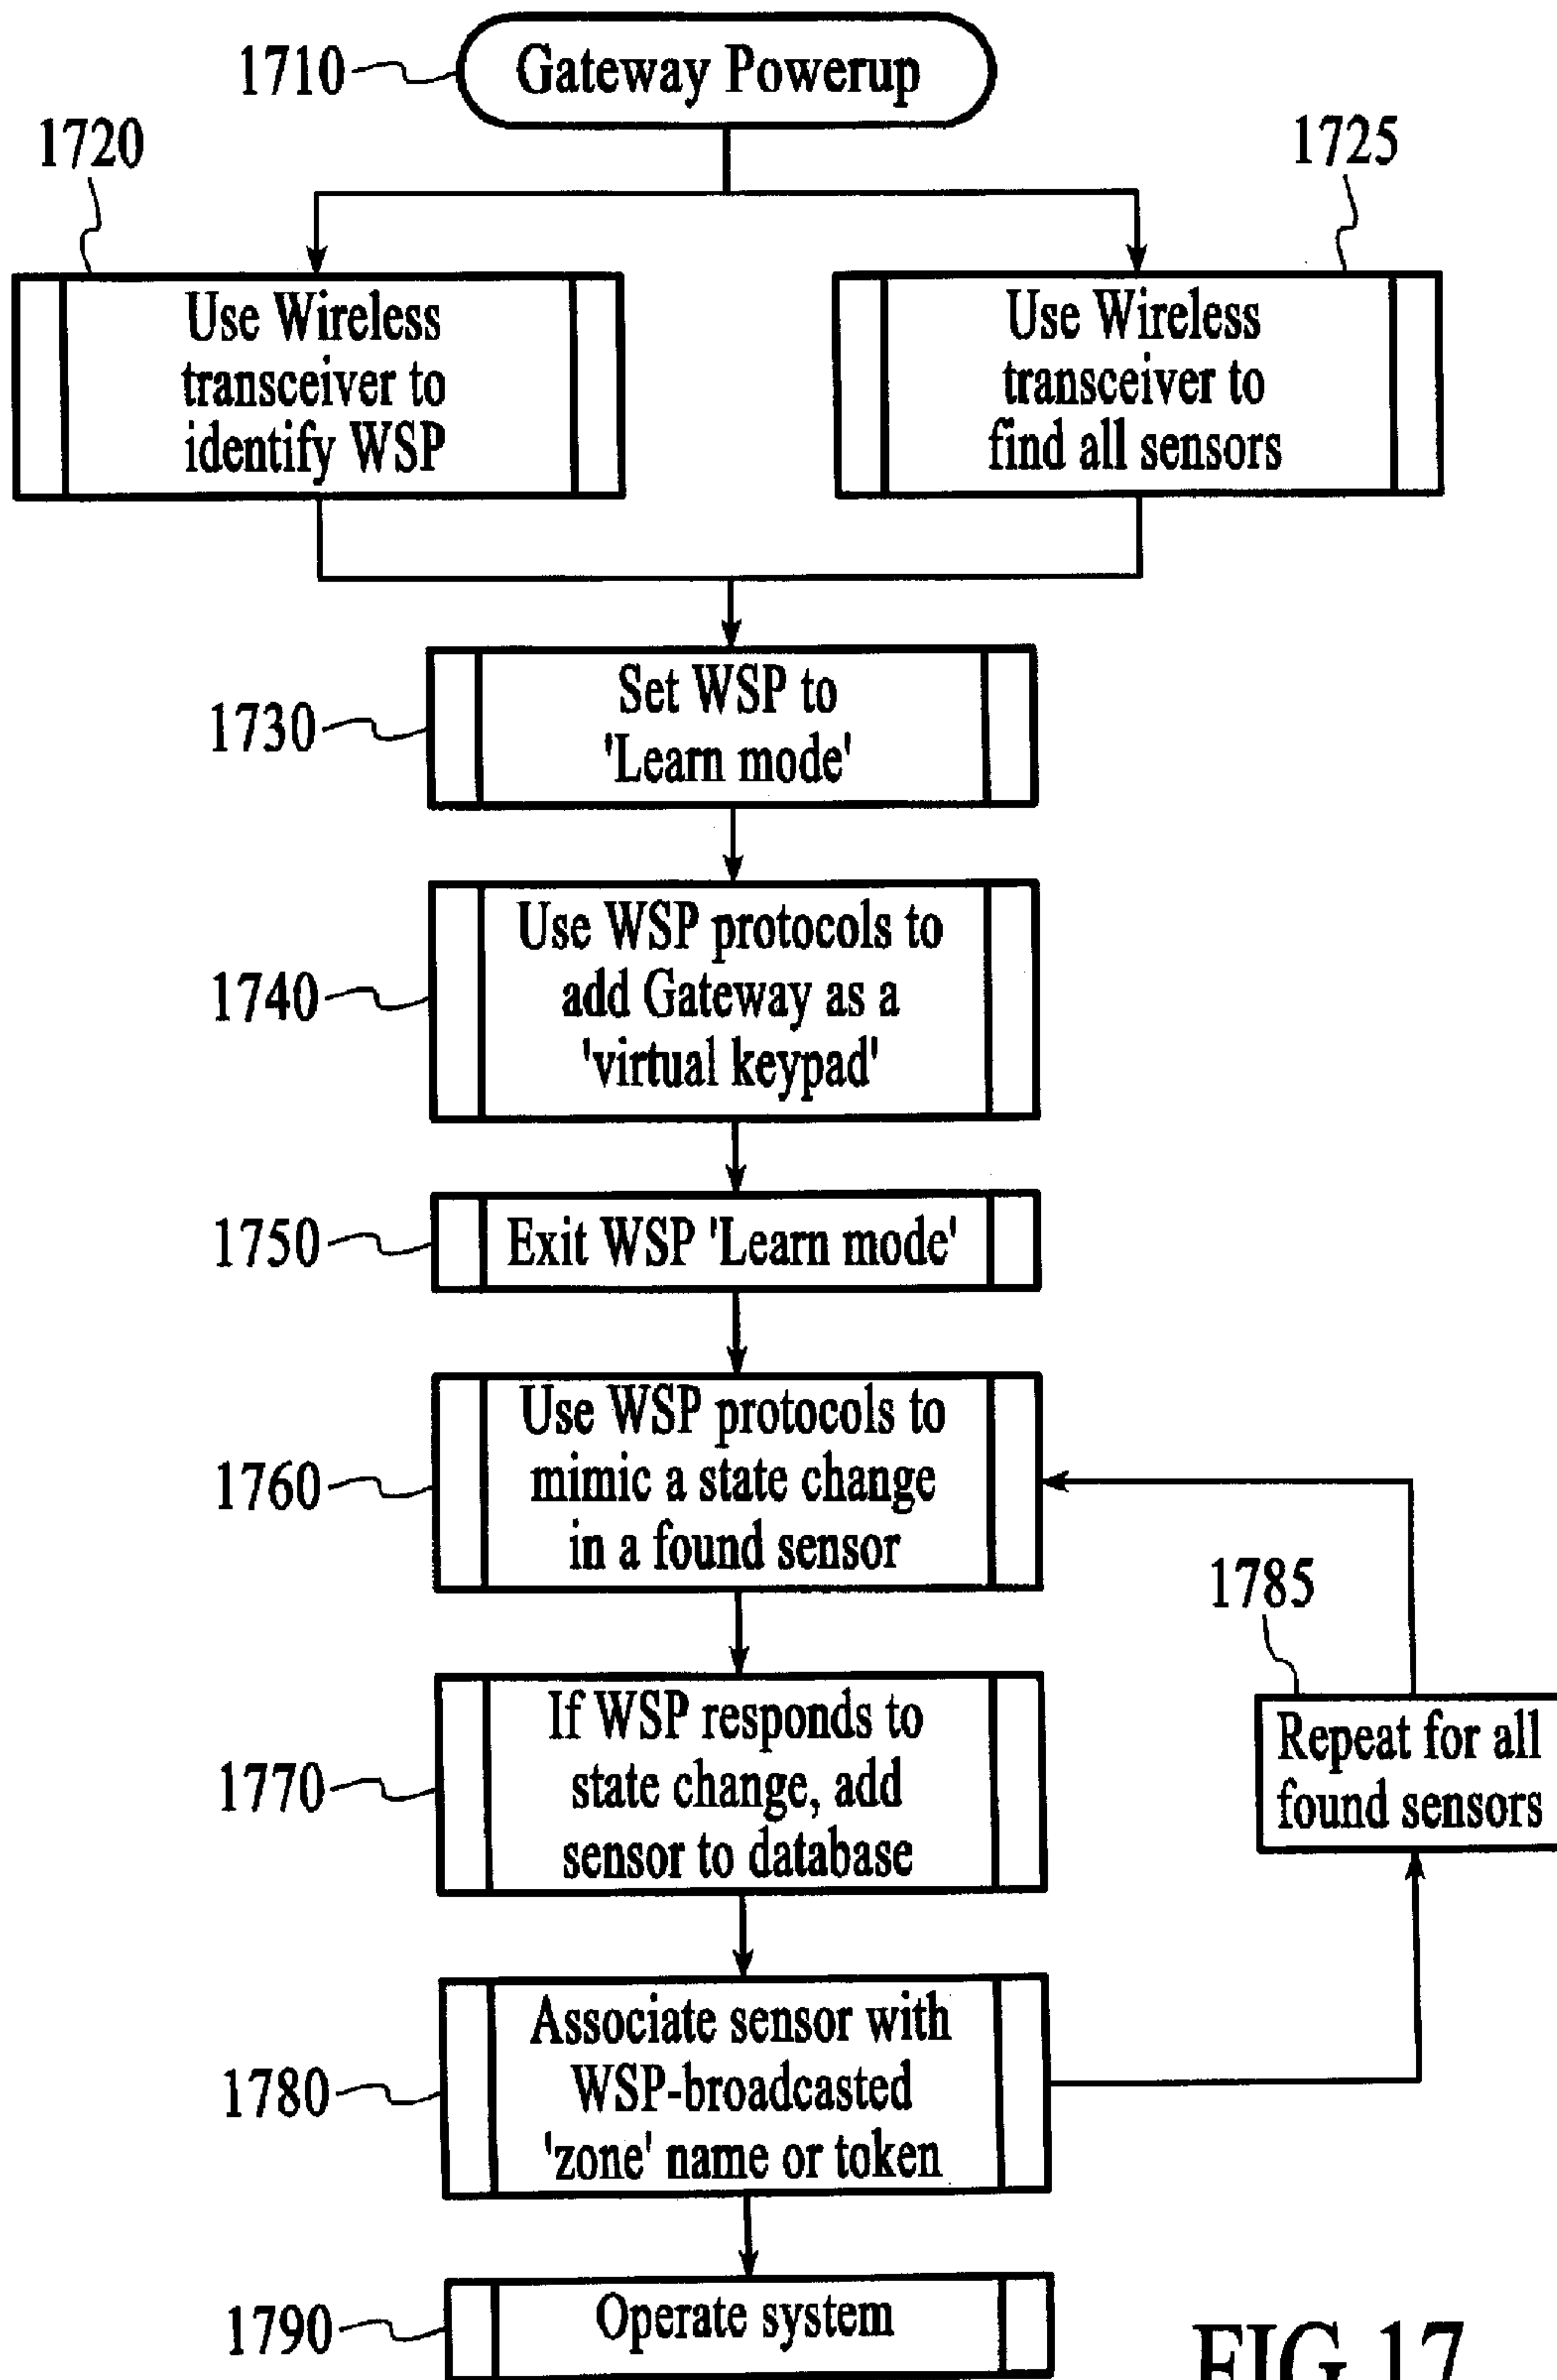 1710
Gateway Powerup
1720
1725
Use Wireless
transceiver to
identify WSP
Use Wireless
transceiver to
find all sensors
1730
Set WSP to
'Learn mode'
1740
Use WSP protocols to
add Gateway as a
'virtual keypad'
1750
Exit WSP 'Learn mode'
1760
Use WSP protocols to
mimic a state change
in a found sensor
1785
Repeat for all
found sensors
1770
If WSP responds to
state change, add
sensor to database
1780
Associate sensor with
WSP-broadcasted
'zone' name or token
1790
Operate system
FIG.17